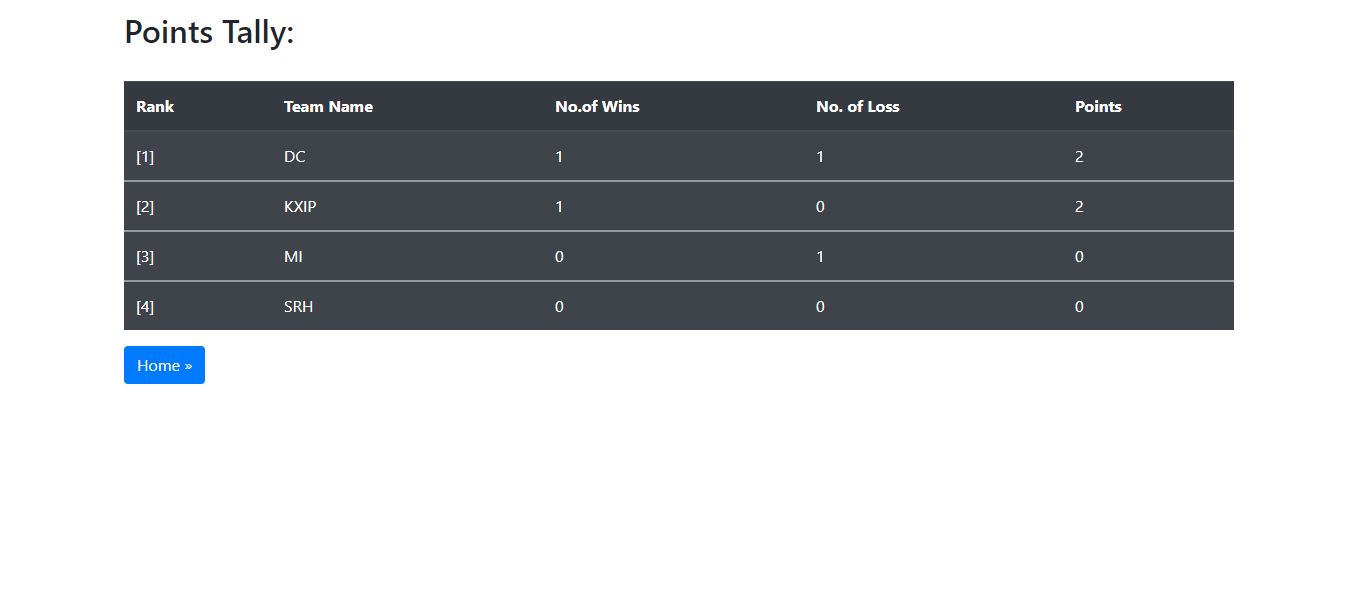 Points Tally:
Rank Team Name No.of Wins No. of Loss Points
[1] DC 1 1 2
[2] KXIP 1 0 2
[3] MI 0 1 0
[4] SRH 0 0 0
Home »